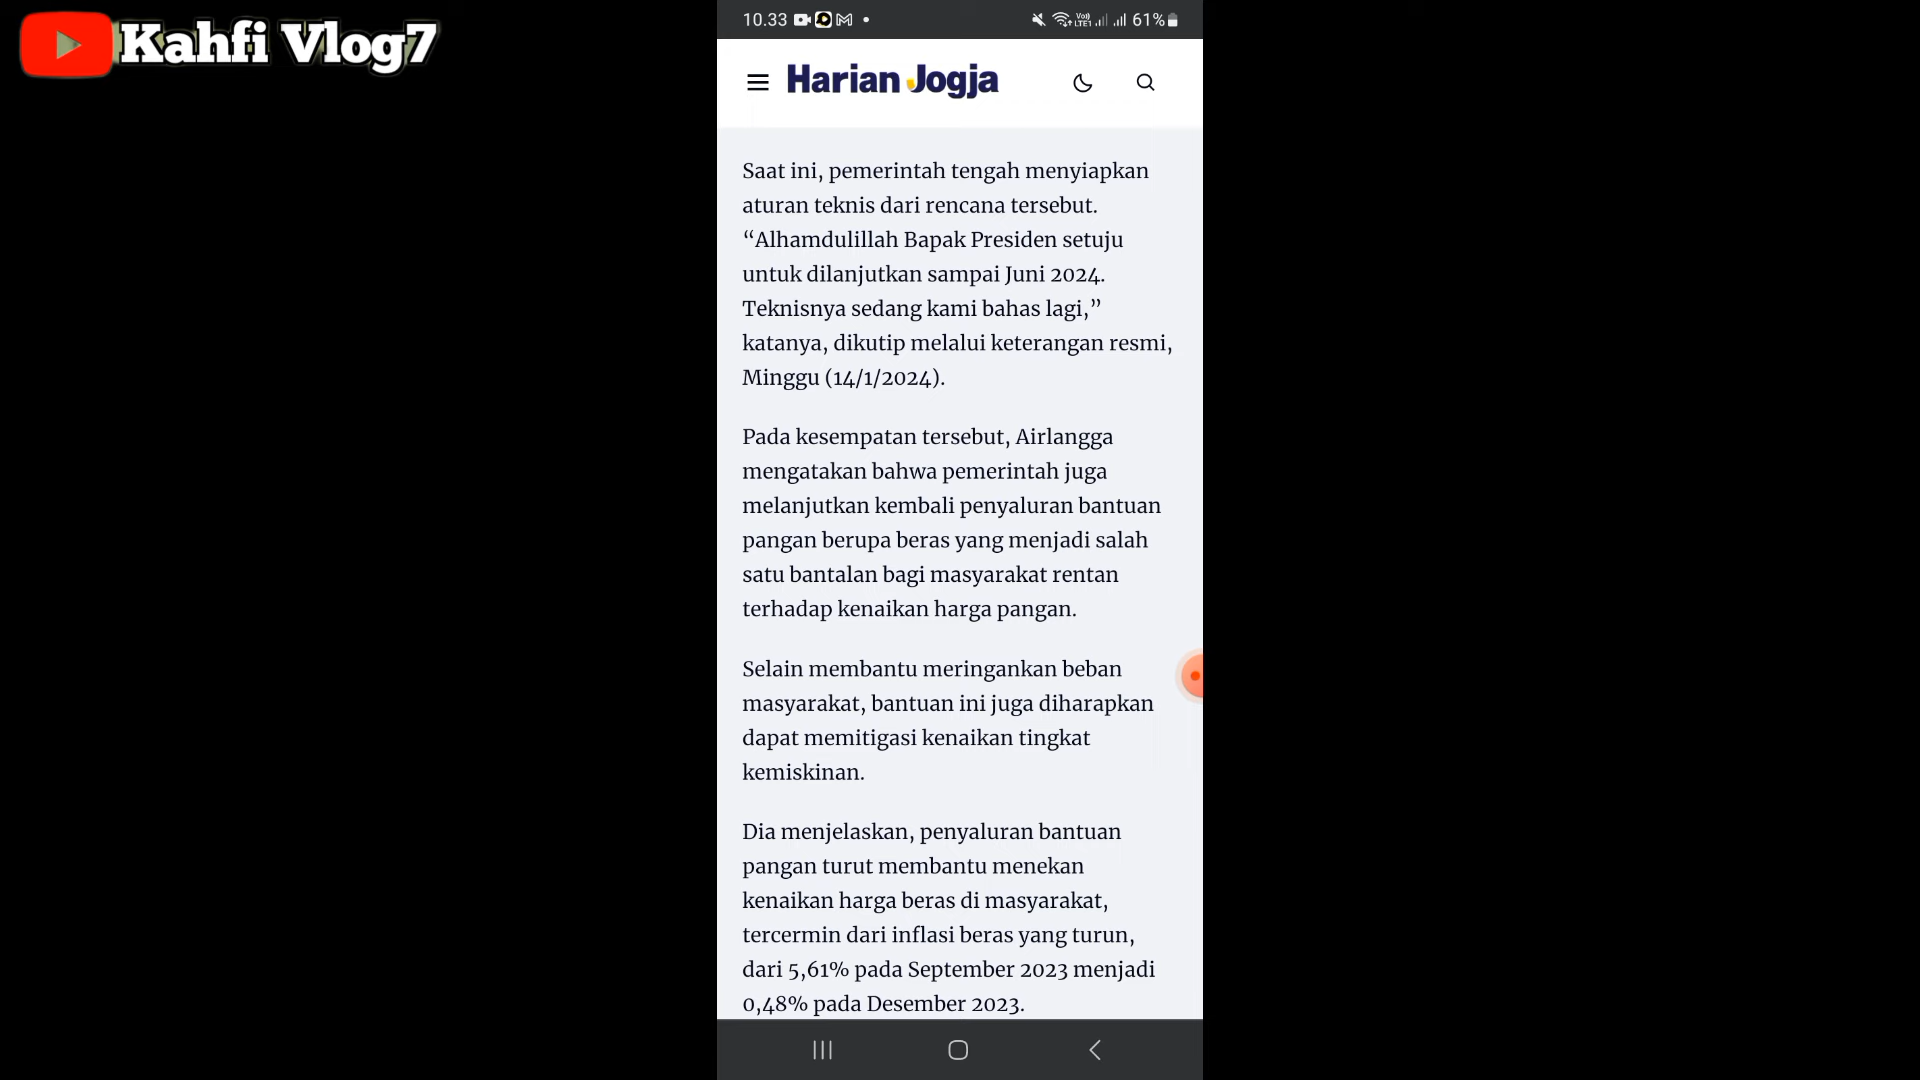 Kahfi Vlog7
10.33
Vo)) LTE1
61%
Harian Jogja
Saat ini, pemerintah tengah menyiapkan
aturan teknis dari rencana tersebut.
“Alhamdulillah Bapak Presiden setuju
untuk dilanjutkan sampai Juni 2024.
Teknisnya sedang kami bahas lagi,”
katanya, dikutip melalui keterangan resmi,
Minggu (14/1/2024).
Pada kesempatan tersebut, Airlangga
mengatakan bahwa pemerintah juga
melanjutkan kembali penyaluran bantuan
pangan berupa beras yang menjadi salah
satu bantalan bagi masyarakat rentan
terhadap kenaikan harga pangan.
Selain membantu meringankan beban
masyarakat, bantuan ini juga diharapkan
dapat memitigasi kenaikan tingkat
kemiskinan.
Dia menjelaskan, penyaluran bantuan
pangan turut membantu menekan
kenaikan harga beras di masyarakat,
tercermin dari inflasi beras yang turun,
dari 5,61% pada September 2023 menjadi
0,48% pada Desember 2023.